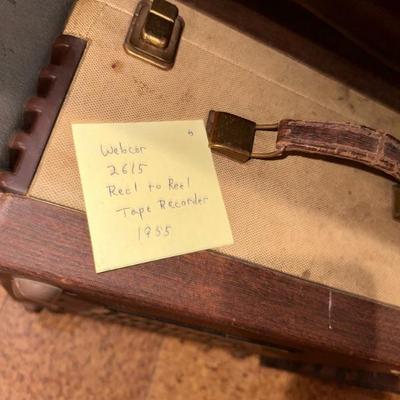 Webcor
2615
Reel to Reel
Tape Recorder
1955